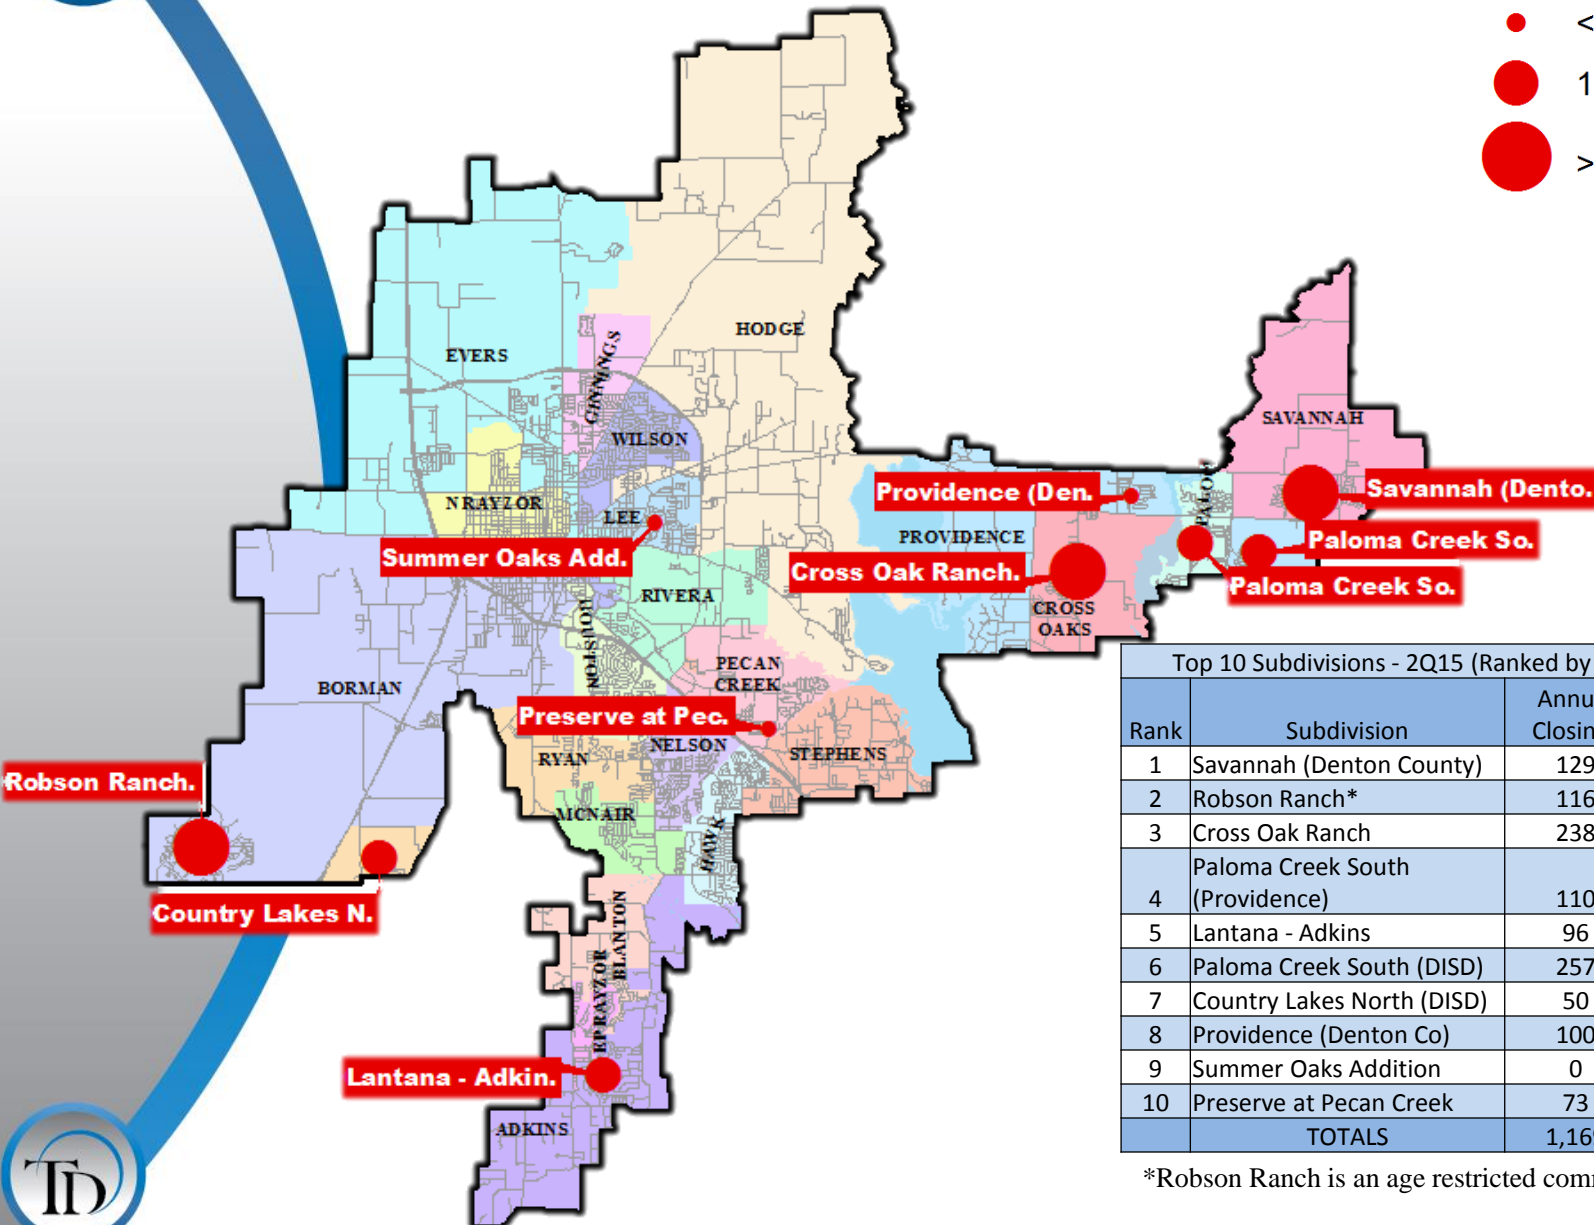 <
1
>
HODGE
EVERS
GINNINGS
SAVANNAH
WILSON
N RAYZOR
Providence (Den.
PALOM
Savannah (Dento.
LEE
PROVIDENCE
Summer Oaks Add.
Cross Oak Ranch.
Paloma Creek So.
Paloma Creek So.
RIVERA
HOUSTON
CROSS
OAKS
PECAN
CREEK
BORMAN
Preserve at Pec.
NELSON
STEPHENS
RYAN
Robson Ranch.
MCNAIR
HAWK
Country Lakes N.
BLANTON
EP RAYZOR
Lantana - Adkin.
ADKINS
TD
Top 10 Subdivisions - 2Q15 (Ranked by
Rank Subdivision Annu
Closin
1 Savannah (Denton County) 129
2 Robson Ranch* 116
3 Cross Oak Ranch 238
Paloma Creek South
4 (Providence) 110
5 Lantana - Adkins 96
6 Paloma Creek South (DISD) 257
7 Country Lakes North (DISD) 50
8 Providence (Denton Co) 100
9 Summer Oaks Addition 0
10 Preserve at Pecan Creek 73
TOTALS 1,169
*Robson Ranch is an age restricted comm